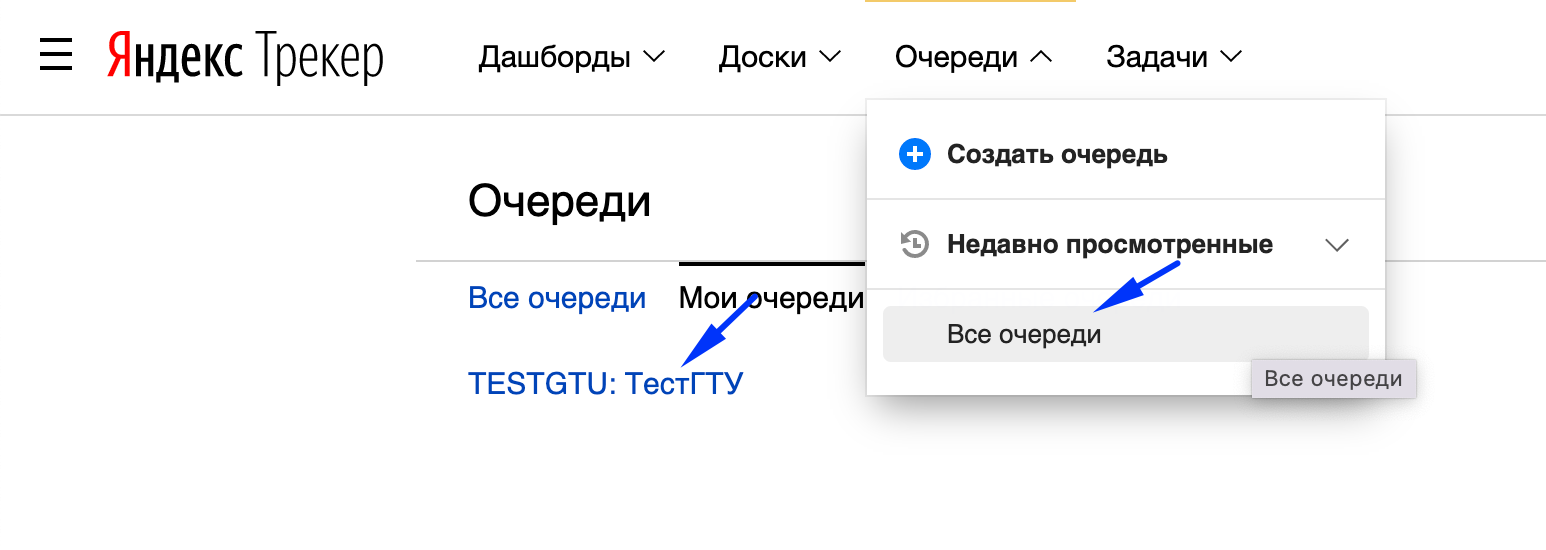 Яндекс Трекер Дашборды Доски Очереди Задачи
Создать очередь
Очереди
Недавно просмотренные
Все очереди Мои очереди
Все очереди
Все очереди
TESTGTU: ТестГТУ